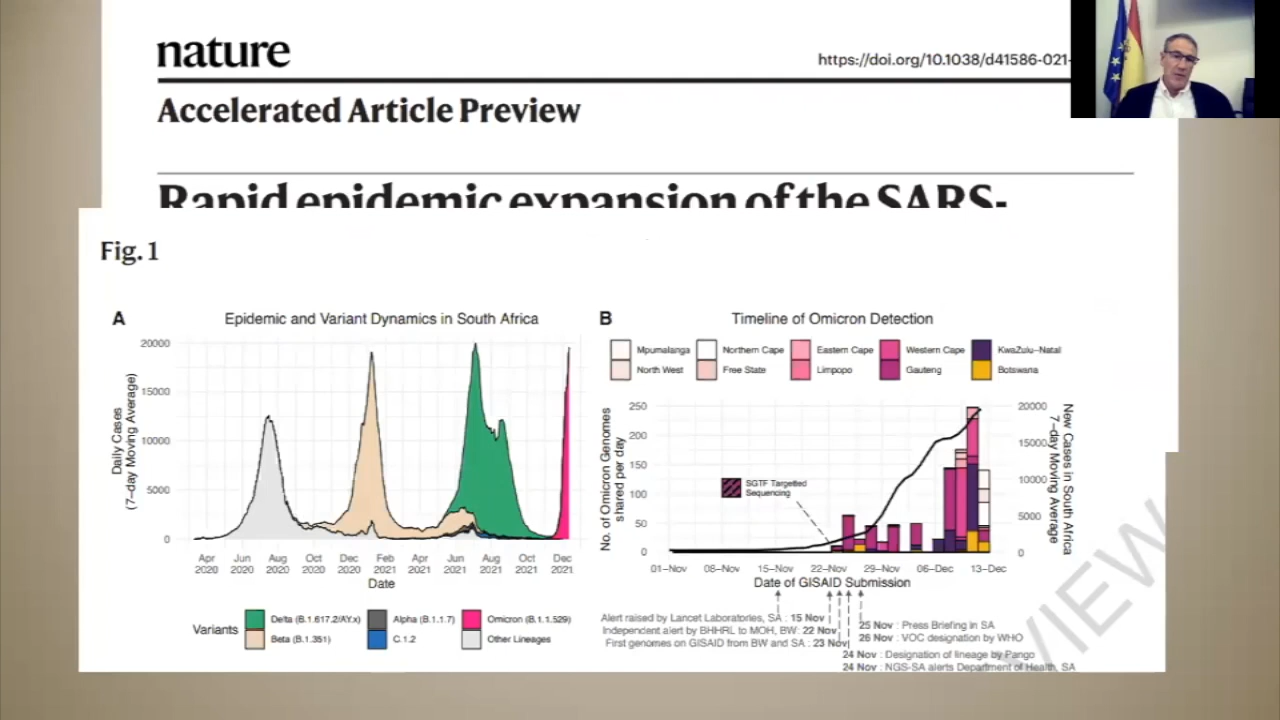 nature
https://doi.org/10.1038/d41586-021-
Accelerated Article Preview
Rapid epidemic expansion of the SARS-
Fig. 1
A
Epidemic and Variant Dynamics in South Africa
Daily Cases
(7-day Moving Average)
20000
15000
10000
5000
0
Apr 2020
Jun 2020
Aug 2020
Oct 2020
Dec 2020
Feb 2021
Apr 2021
Jun 2021
Aug 2021
Oct 2021
Dec 2021
Date
Variants
Delta (B.1.617.2/AY.x)
Alpha (B.1.1.7)
Omicron (B.1.1.529)
Beta (B.1.351)
C.1.2
Other Lineages
B
Timeline of Omicron Detection
Mpumalanga
Northern Cape
Eastern Cape
Western Cape
KwaZulu-Natal
North West
Free State
Limpopo
Gauteng
Botswana
No. of Omicron Genomes
shared per day
250
200
150
100
50
0
SGTF Targetted
Sequencing
20000
15000
10000
5000
0
New Cases in South Africa
7-day Moving Average
01-Nov
08-Nov
15-Nov
22-Nov
29-Nov
06-Dec
13-Dec
Date of GISAID Submission
Alert raised by Lancet Laboratories, SA : 15 Nov
Independent alert by BHHRL to MOH, BW: 22 Nov
First genomes on GISAID from BW and SA : 23 Nov
25 Nov : Press Briefing in SA
26 Nov : VOC designation by WHO
24 Nov : Designation of lineage by Pango
24 Nov : NGS-SA alerts Department of Health, SA
VIEW